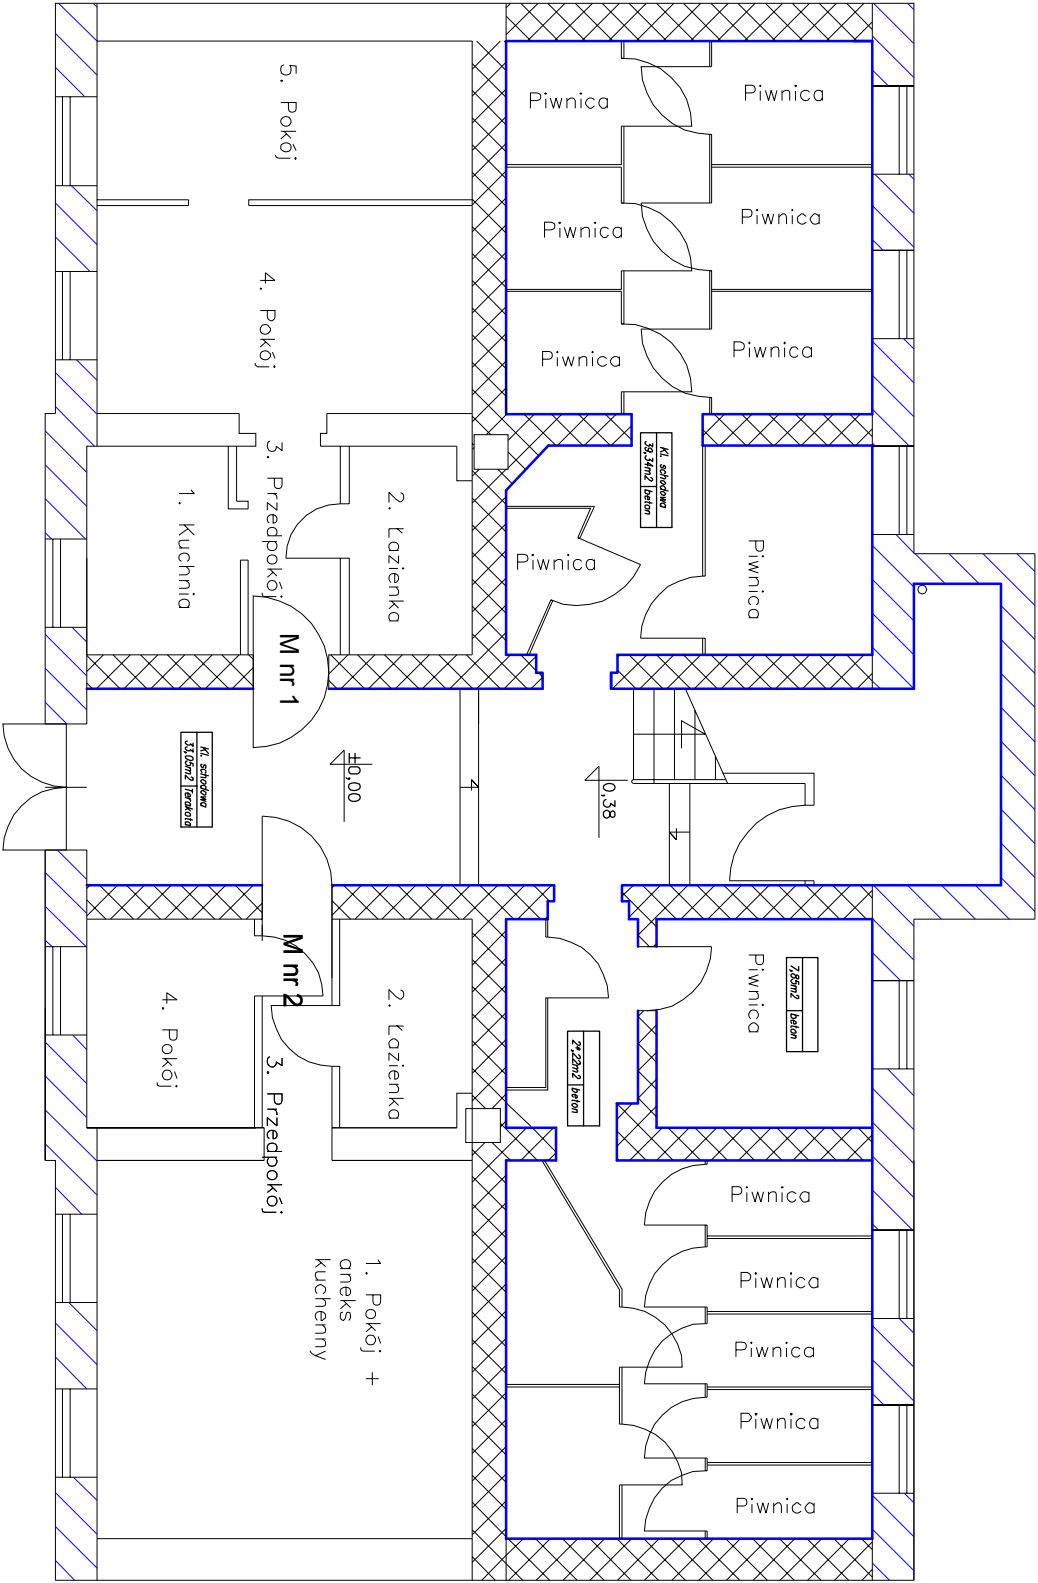 5. Pokój
Piwnica
Piwnica
Piwnica
Piwnica
4. Pokój
Piwnica
Piwnica
3. Przedpokój
Kl. schodowa
39,34m2 beton
1. Kuchnia
2. Łazienka
Piwnica
Piwnica
M nr 1
Kl. schodowa
33,05m2 Terakota
±0,00
0,38
M nr 2
4. Pokój
2. Łazienka
Piwnica
7,85m2 beton
22m2 beton
3. Przedpokój
Piwnica
1. Pokój +
aneks
kuchenny
Piwnica
Piwnica
Piwnica
Piwnica